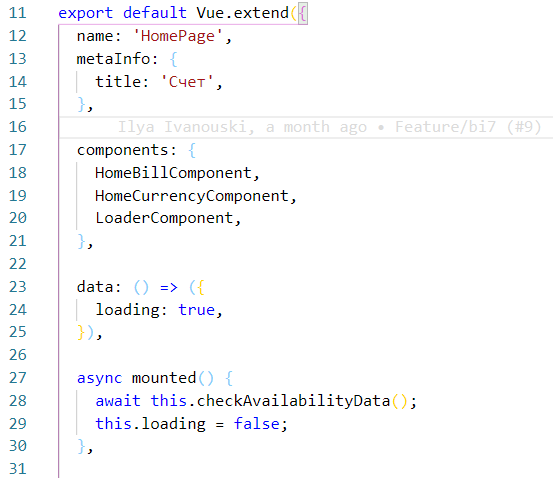 11 export default Vue.extend({
12 name: 'HomePage',
13 metaInfo: {
14 title: 'Счет',
15 },
16 Ilya Ivanouski, a month ago • Feature/bi7 (#9)
17 components: {
18 HomeBillComponent,
19 HomeCurrencyComponent,
20 LoaderComponent,
21 },
22
23 data: () => ({
24 loading: true,
25 }),
26
27 async mounted() {
28 await this.checkAvailabilityData();
29 this.loading = false;
30 },
31